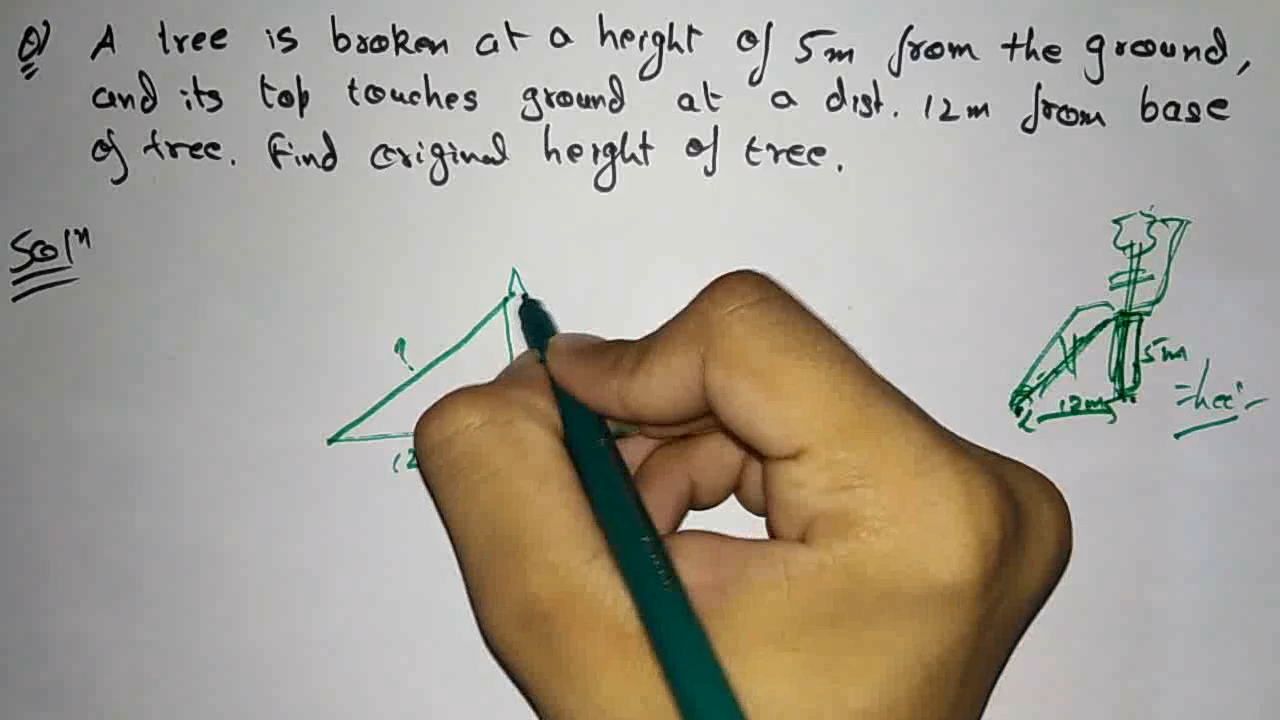 Q) A tree is broken at a height of 5m from the ground,
and its top touches ground at a dist. 12m from base
of tree. Find original height of tree.
Solⁿ
A
?
12
5m
12m